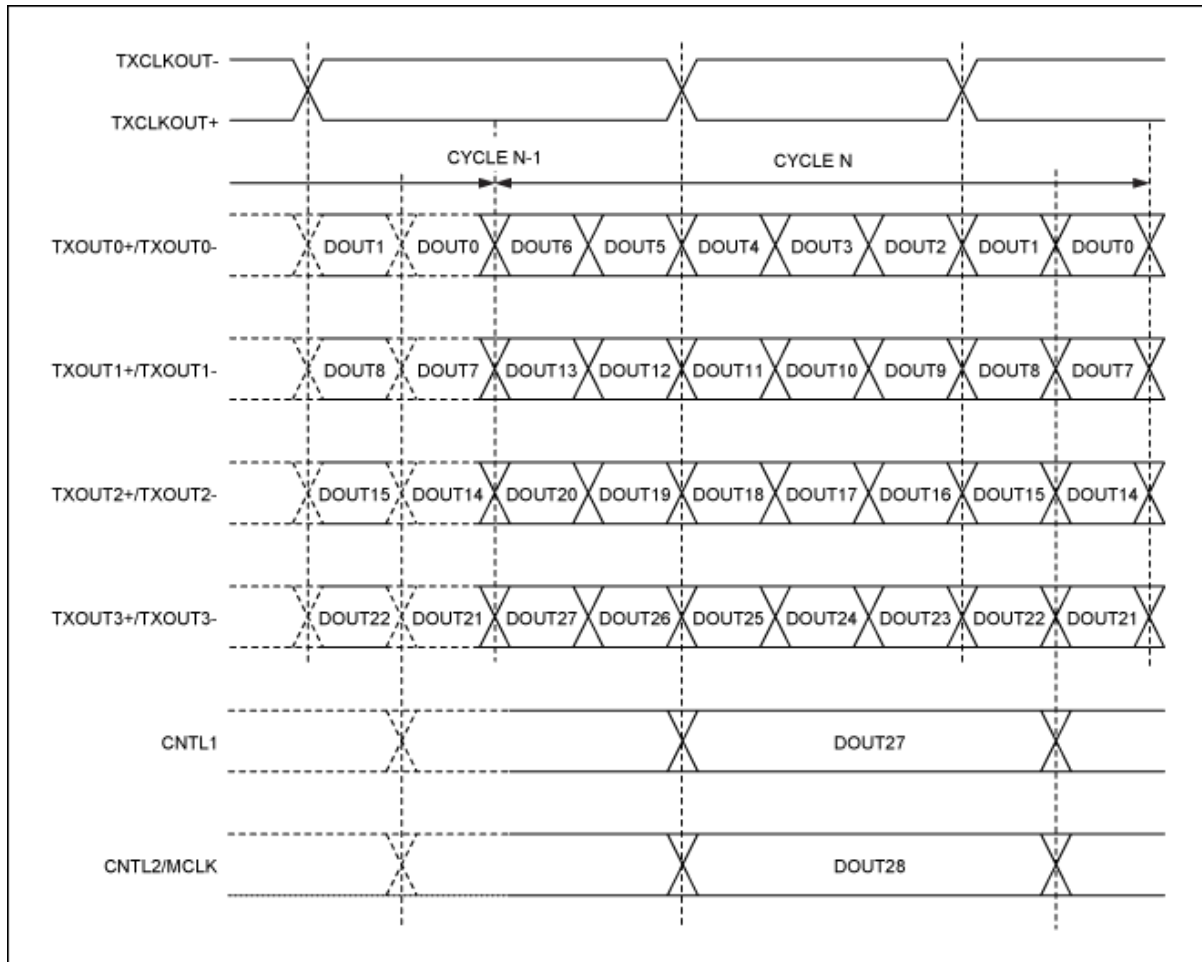 TXCLKOUT-
TXCLKOUT+
CYCLE N-1 CYCLE N
TXOUT0+/TXOUT0- DOUT1 DOUT0 DOUT6 DOUT5 DOUT4 DOUT3 DOUT2 DOUT1 DOUT0
TXOUT1+/TXOUT1- DOUT8 DOUT7 DOUT13 DOUT12 DOUT11 DOUT10 DOUT9 DOUT8 DOUT7
TXOUT2+/TXOUT2- DOUT15 DOUT14 DOUT20 DOUT19 DOUT18 DOUT17 DOUT16 DOUT15 DOUT14
TXOUT3+/TXOUT3- DOUT22 DOUT21 DOUT27 DOUT26 DOUT25 DOUT24 DOUT23 DOUT22 DOUT21
CNTL1 DOUT27
CNTL2/MCLK DOUT28